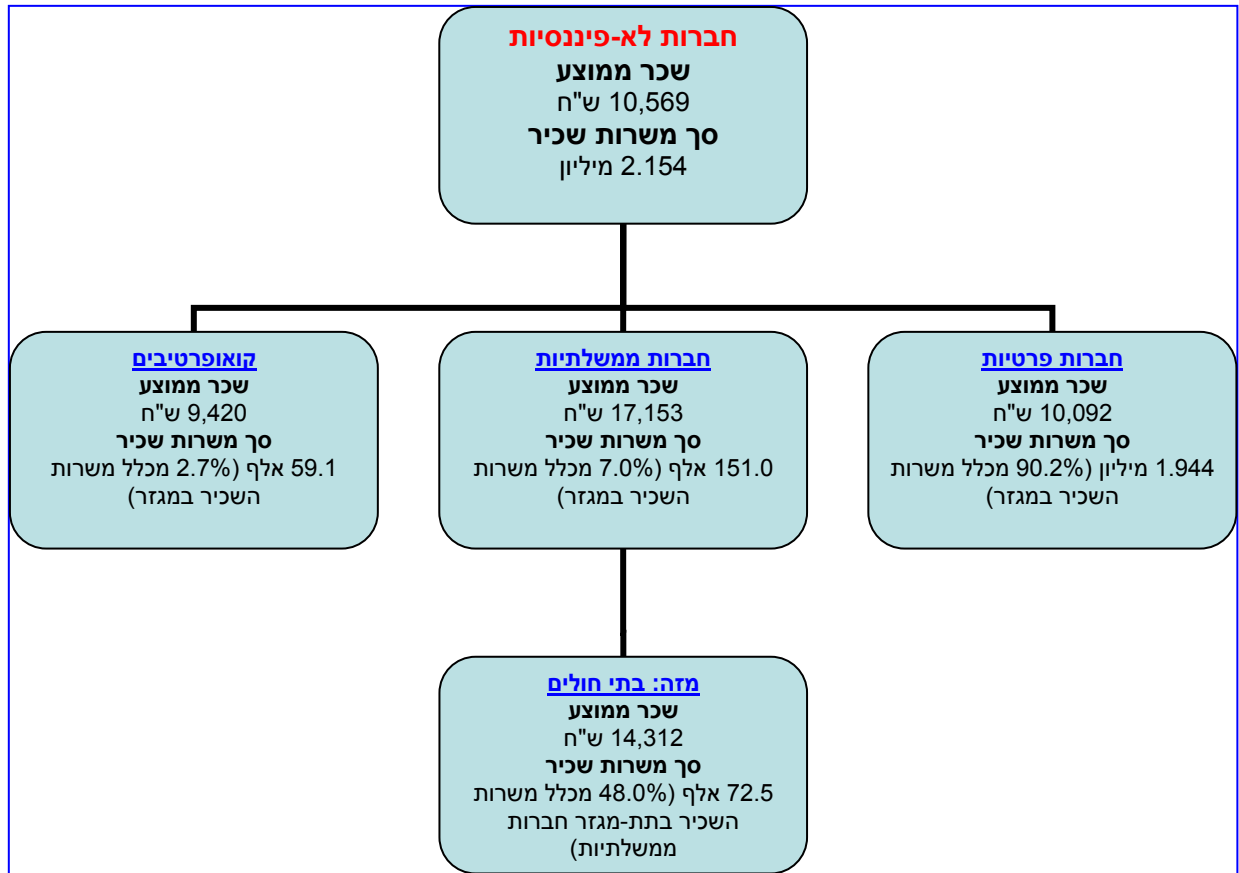 חברות לא-פיננסיות
שכר ממוצע
10,569 ש"ח
סך משרות שכיר
2.154 מיליון
חברות פרטיות
שכר ממוצע
10,092 ש"ח
סך משרות שכיר
1.944 מיליון (90.2% מכלל משרות
השכיר במגזר)
חברות ממשלתיות
שכר ממוצע
17,153 ש"ח
סך משרות שכיר
151.0 אלף (7.0% מכלל משרות
השכיר במגזר)
קואופרטיבים
שכר ממוצע
9,420 ש"ח
סך משרות שכיר
59.1 אלף (2.7% מכלל משרות
השכיר במגזר)
מזה: בתי חולים
שכר ממוצע
14,312 ש"ח
סך משרות שכיר
72.5 אלף (48.0% מכלל משרות
השכיר בתת-מגזר חברות
ממשלתיות)